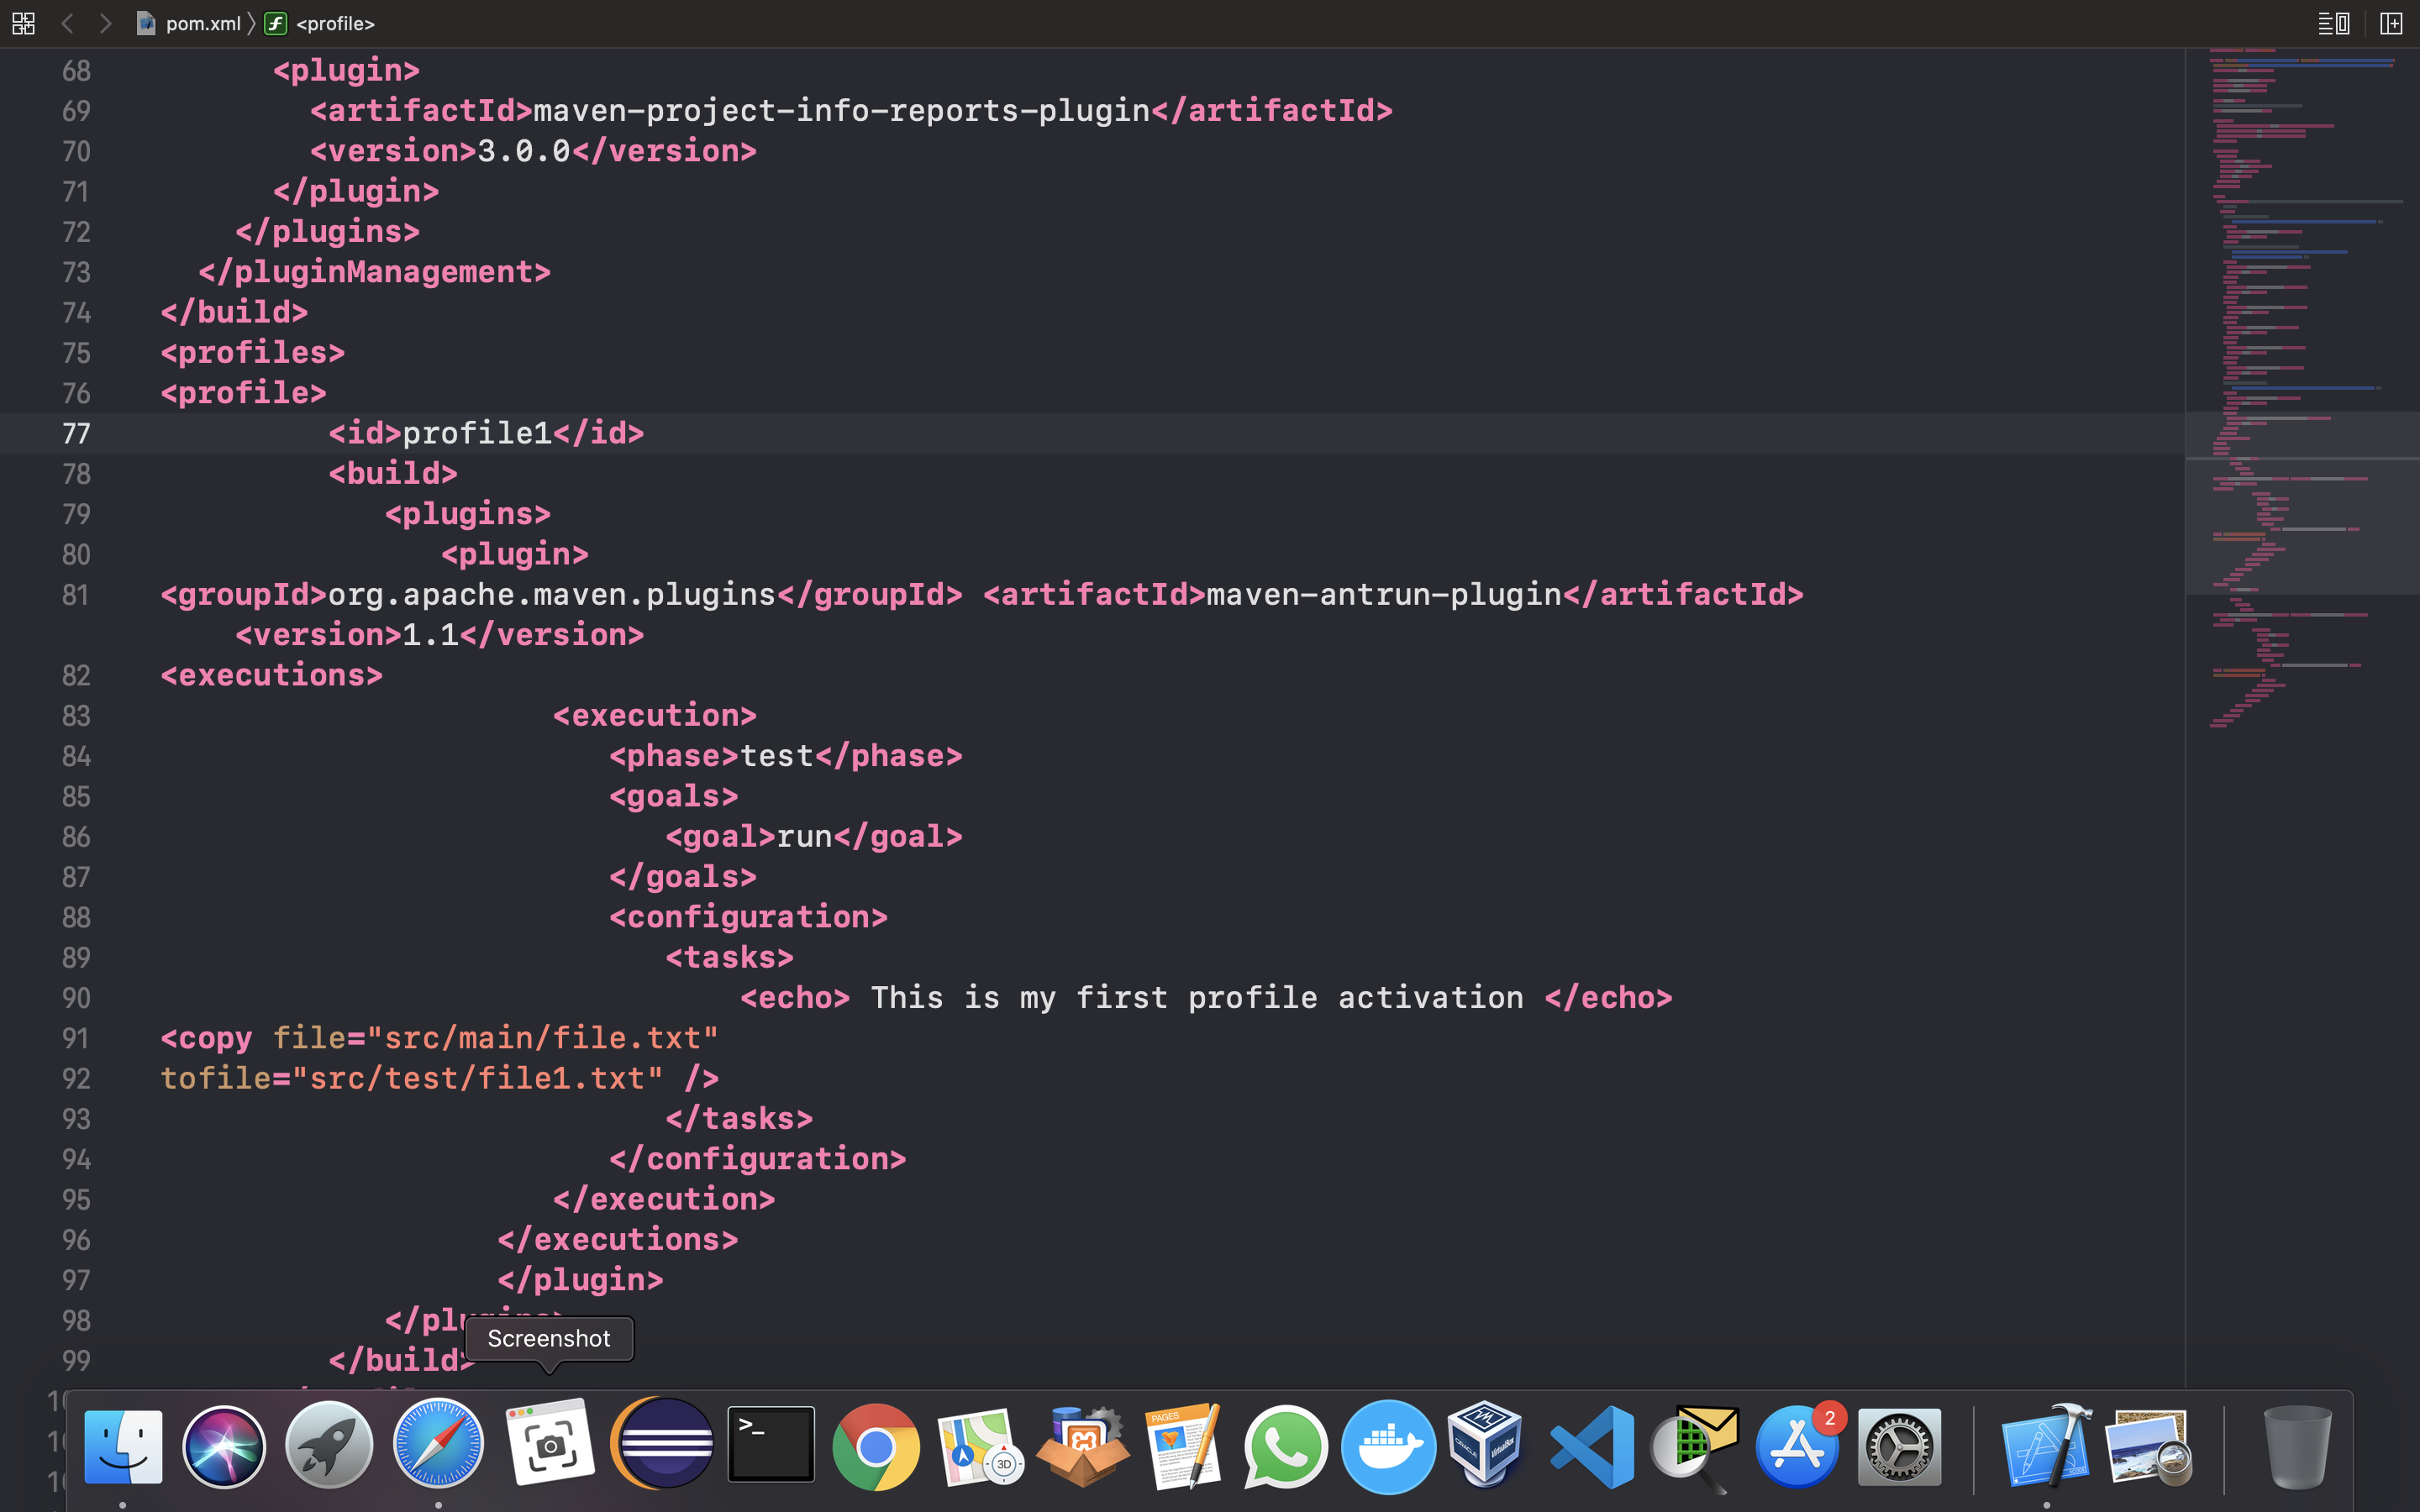 pom.xml 〉 <profile>
68 <plugin>
69 <artifactId>maven-project-info-reports-plugin</artifactId>
70 <version>3.0.0</version>
71 </plugin>
72 </plugins>
73 </pluginManagement>
74 </build>
75 <profiles>
76 <profile>
77 <id>profile1</id>
78 <build>
79 <plugins>
80 <plugin>
81 <groupId>org.apache.maven.plugins</groupId> <artifactId>maven-antrun-plugin</artifactId>
<version>1.1</version>
82 <executions>
83 <execution>
84 <phase>test</phase>
85 <goals>
86 <goal>run</goal>
87 </goals>
88 <configuration>
89 <tasks>
90 <echo> This is my first profile activation </echo>
91 <copy file="src/main/file.txt"
92 tofile="src/test/file1.txt" />
93 </tasks>
94 </configuration>
95 </execution>
96 </executions>
97 </plugin>
98 </plugins>
Screenshot
99 </build>
>_
3D
PAGES
ORACLE
VirtualBox
2